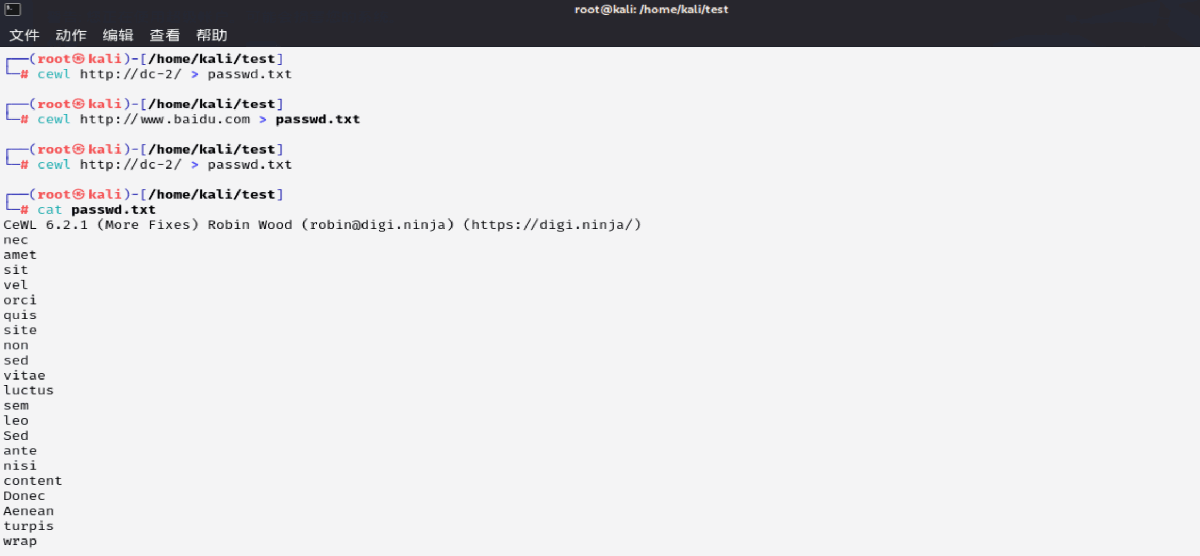 root@kali: /home/kali/test
文件 动作 编辑 查看 帮助
┌──(root㉿kali)-[/home/kali/test]
└─# cewl http://dc-2/ > passwd.txt
┌──(root㉿kali)-[/home/kali/test]
└─# cewl http://www.baidu.com > passwd.txt
┌──(root㉿kali)-[/home/kali/test]
└─# cewl http://dc-2/ > passwd.txt
┌──(root㉿kali)-[/home/kali/test]
└─# cat passwd.txt
CeWL 6.2.1 (More Fixes) Robin Wood (robin@digi.ninja) (https://digi.ninja/)
nec
amet
sit
vel
orci
quis
site
non
sed
vitae
luctus
sem
leo
Sed
ante
nisi
content
Donec
Aenean
turpis
wrap